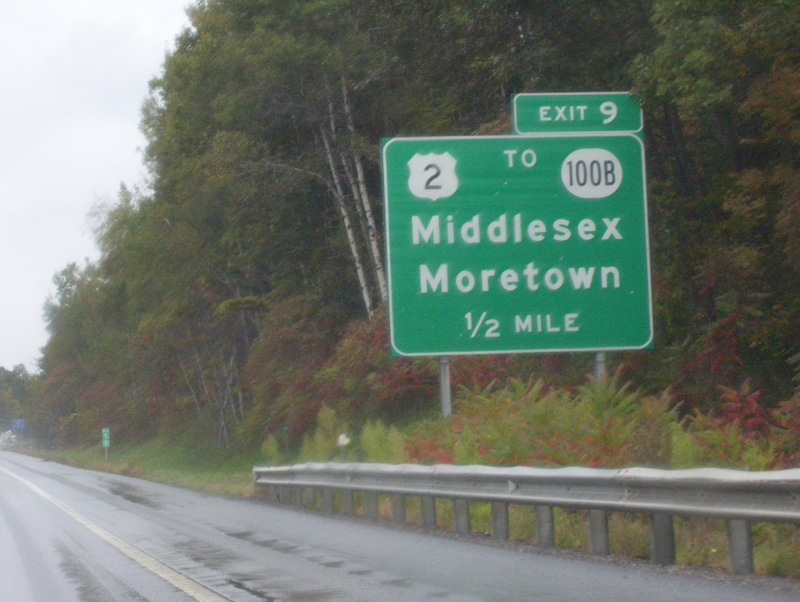 EXIT 9
2 TO 100B
Middlesex
Moretown
1/2 MILE